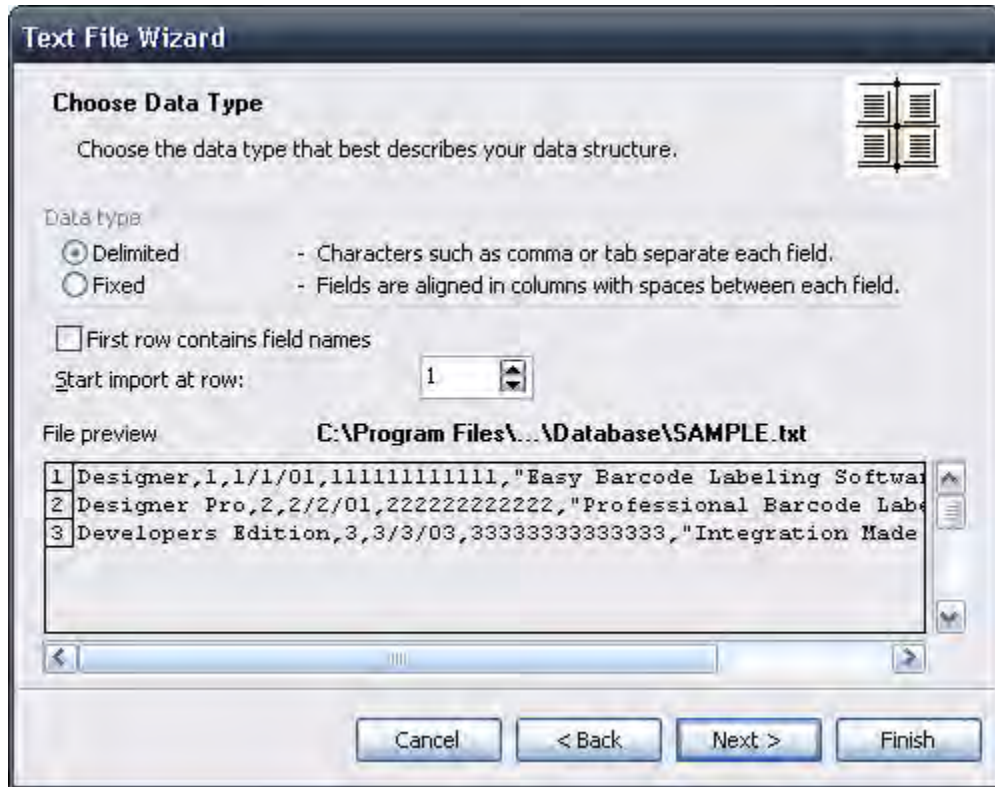 Text File Wizard
Choose Data Type
Choose the data type that best describes your data structure.
Data type
Delimited - Characters such as comma or tab separate each field.
Fixed - Fields are aligned in columns with spaces between each field.
First row contains field names
Start import at row: 1
File preview C:\Program Files\...\Database\SAMPLE.txt
1 Designer,1,1/1/01,111111111111,"Easy Barcode Labeling Softwar
2 Designer Pro,2,2/2/01,222222222222,"Professional Barcode Labe
3 Developers Edition,3,3/3/03,33333333333333,"Integration Made
Cancel < Back Next > Finish